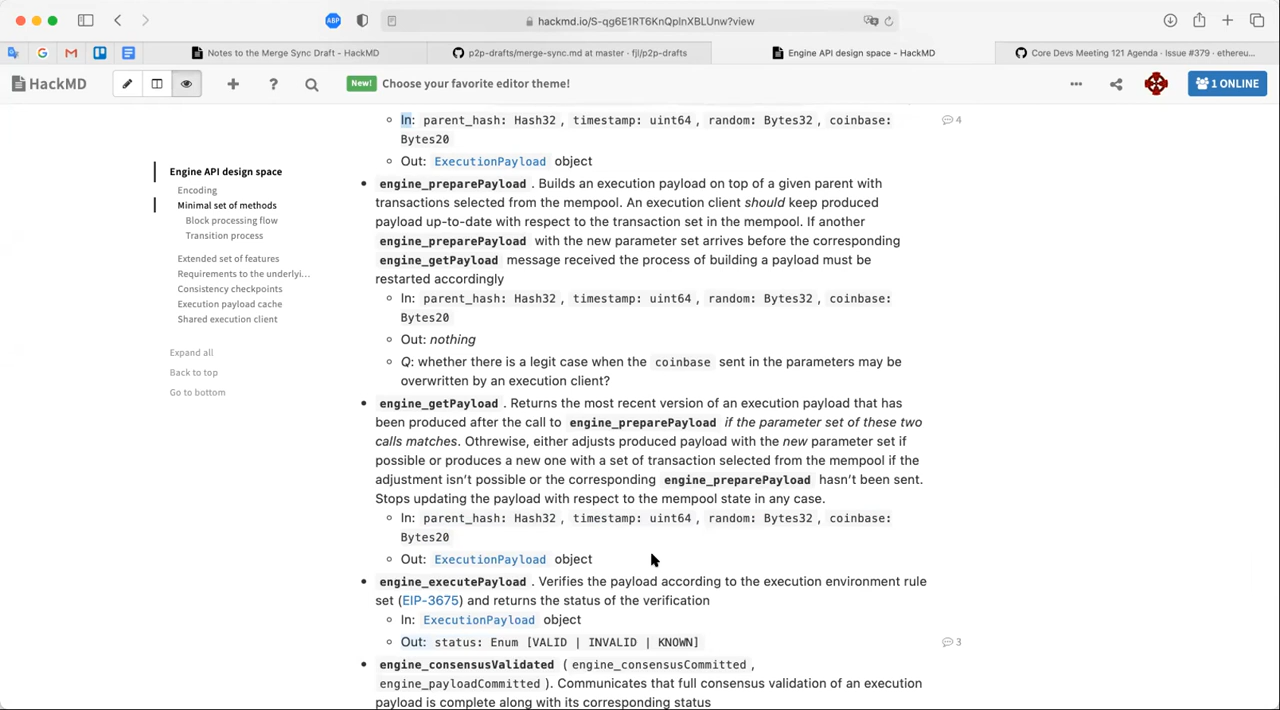 ABP
hackmd.io/S-qg6E1RT6KnQpInXBLUnw?view
G
Notes to the Merge Sync Draft - HackMD
p2p-drafts/merge-sync.md at master · fjl/p2p-drafts
Engine API design space - HackMD
Core Devs Meeting 121 Agenda · Issue #379 · ethereu...
HackMD
New!
Choose your favorite editor theme!
1 ONLINE
Engine API design space
Encoding
Minimal set of methods
Block processing flow
Transition process
Extended set of features
Requirements to the underlyi...
Consistency checkpoints
Execution payload cache
Shared execution client
Expand all
Back to top
Go to bottom
In: parent_hash: Hash32 , timestamp: uint64 , random: Bytes32 , coinbase:
Bytes20
4
Out: ExecutionPayload object
engine_preparePayload . Builds an execution payload on top of a given parent with
transactions selected from the mempool. An execution client should keep produced
payload up-to-date with respect to the transaction set in the mempool. If another
engine_preparePayload with the new parameter set arrives before the corresponding
engine_getPayload message received the process of building a payload must be
restarted accordingly
In: parent_hash: Hash32 , timestamp: uint64 , random: Bytes32 , coinbase:
Bytes20
Out: nothing
Q: whether there is a legit case when the coinbase sent in the parameters may be
overwritten by an execution client?
engine_getPayload . Returns the most recent version of an execution payload that has
been produced after the call to engine_preparePayload if the parameter set of these two
calls matches. Othrewise, either adjusts produced payload with the new parameter set if
possible or produces a new one with a set of transaction selected from the mempool if the
adjustment isn't possible or the corresponding engine_preparePayload hasn't been sent.
Stops updating the payload with respect to the mempool state in any case.
In: parent_hash: Hash32 , timestamp: uint64 , random: Bytes32 , coinbase:
Bytes20
Out: ExecutionPayload object
engine_executePayload . Verifies the payload according to the execution environment rule
set (EIP-3675) and returns the status of the verification
In: ExecutionPayload object
Out: status: Enum [VALID | INVALID | KNOWN]
3
engine_consensusValidated ( engine_consensusCommitted ,
engine_payloadCommitted ). Communicates that full consensus validation of an execution
payload is complete along with its corresponding status